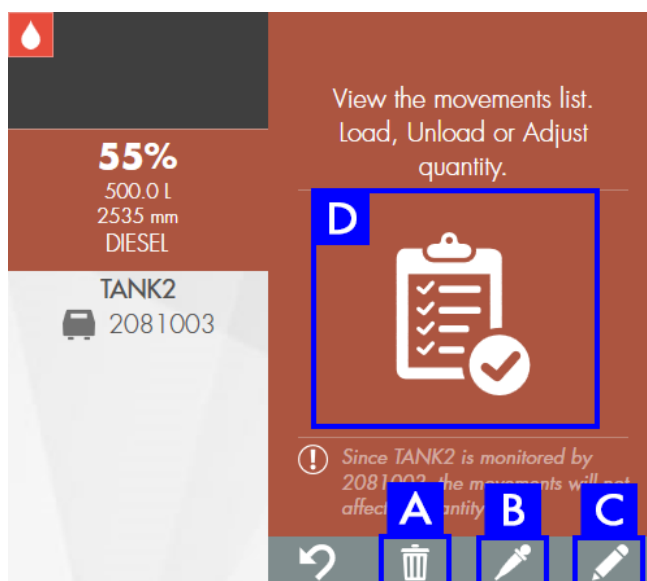 55%
500.0 L
2535 mm
DIESEL
TANK2
2081003
View the movements list.
Load, Unload or Adjust
quantity.
D
Since TANK2 is monitored by
the movements will not
A
B
C